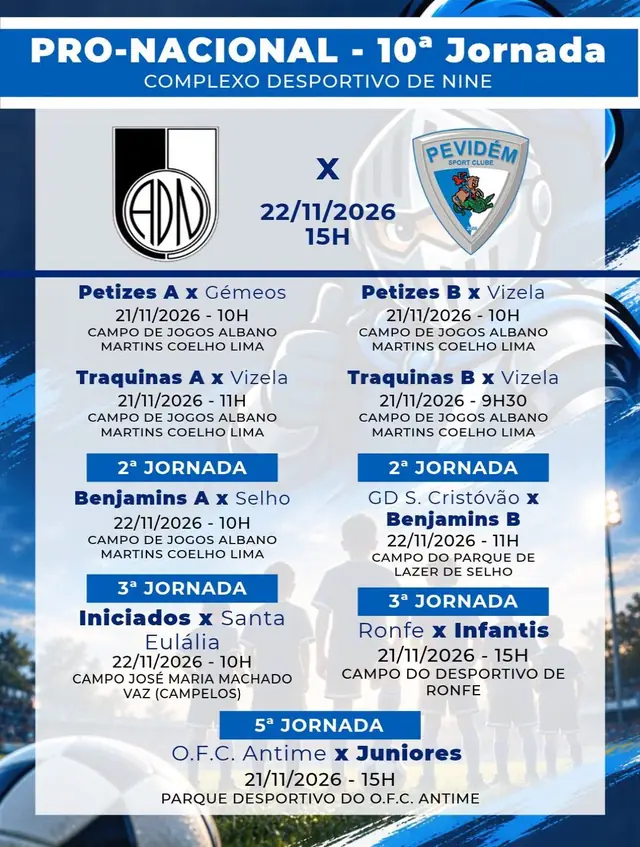 PRO-NACIONAL - 10ª Jornada
COMPLEXO DESPORTIVO DE NINE
ADN
X
PEVIDÉM
SPORT CLUBE
22/11/2026
15H
Petizes A x Gémeos
21/11/2026 - 10H
CAMPO DE JOGOS ALBANO
MARTINS COELHO LIMA
Petizes B x Vizela
21/11/2026 - 10H
CAMPO DE JOGOS ALBANO
MARTINS COELHO LIMA
Traquinas A x Vizela
21/11/2026 - 11H
CAMPO DE JOGOS ALBANO
MARTINS COELHO LIMA
Traquinas B x Vizela
21/11/2026 - 9H30
CAMPO DE JOGOS ALBANO
MARTINS COELHO LIMA
2ª JORNADA
Benjamins A x Selho
22/11/2026 - 10H
CAMPO DE JOGOS ALBANO
MARTINS COELHO LIMA
2ª JORNADA
GD S. Cristóvão x
Benjamins B
22/11/2026 - 11H
CAMPO DO PARQUE DE
LAZER DE SELHO
3ª JORNADA
Iniciados x Santa
Eulália
22/11/2026 - 10H
CAMPO JOSÉ MARIA MACHADO
VAZ (CAMPELOS)
3ª JORNADA
Ronfe x Infantis
21/11/2026 - 15H
CAMPO DO DESPORTIVO DE
RONFE
5ª JORNADA
O.F.C. Antime x Juniores
21/11/2026 - 15H
PARQUE DESPORTIVO DO O.F.C. ANTIME